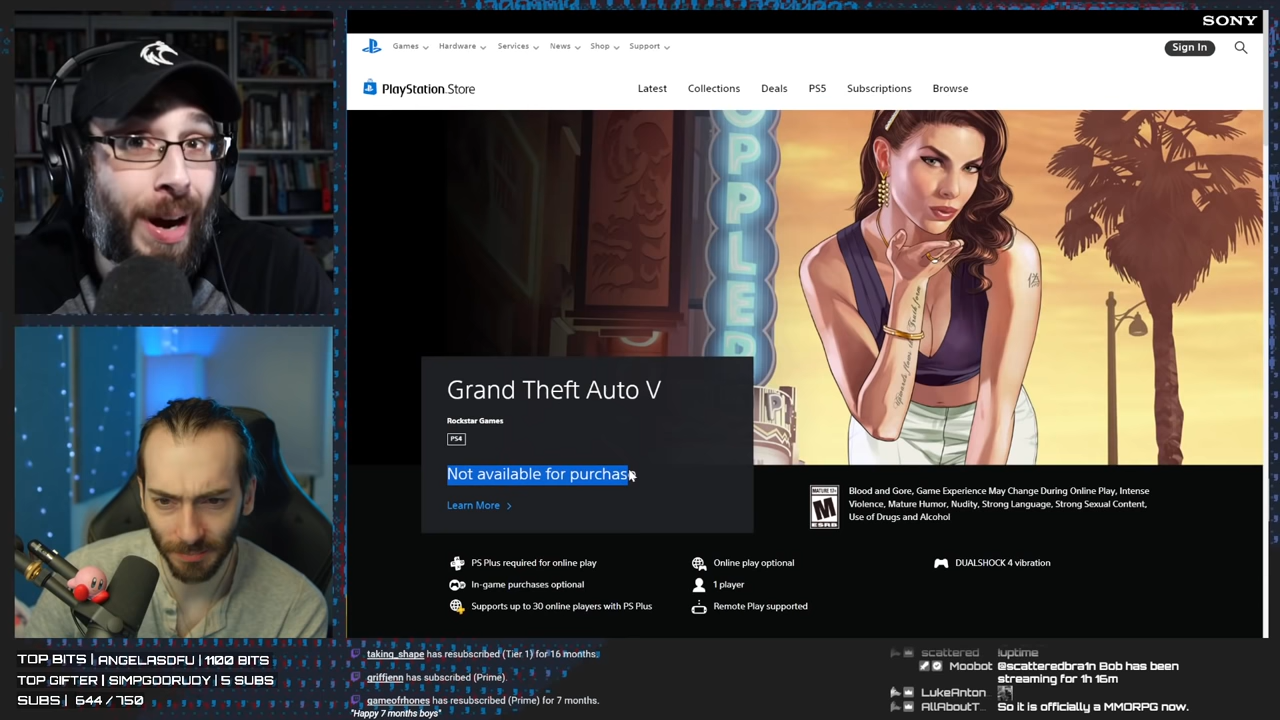 SONY
Games
Hardware
Services
News
Shop
Support
Sign In
PlayStation Store
Latest
Collections
Deals
PS5
Subscriptions
Browse
OPPLED
Grand Theft Auto V
Rockstar Games
PS4
Not available for purchase
Learn More
MATURE 17+
M
ESRB
Blood and Gore, Game Experience May Change During Online Play, Intense
Violence, Mature Humor, Nudity, Strong Language, Strong Sexual Content,
Use of Drugs and Alcohol
PS Plus required for online play
Online play optional
DUALSHOCK 4 vibration
In-game purchases optional
1 player
Supports up to 30 online players with PS Plus
Remote Play supported
TOP BITS | ANGELASDFU | 1100 BITS
TOP GIFTER | SIMPGODRUDY | 5 SUBS
SUBS | 644 / 750
taking_shape has resubscribed (Tier 1) for 16 months.
griffjenn has subscribed (Prime).
gameofrhones has resubscribed (Prime) for 7 months.
"Happy 7 months boys"
scattered !uptime
Moobot @scatteredbra1n Bob has been
streaming for 1h 16m
LukeAnton
AllAboutT... So it is officially a MMORPG now.